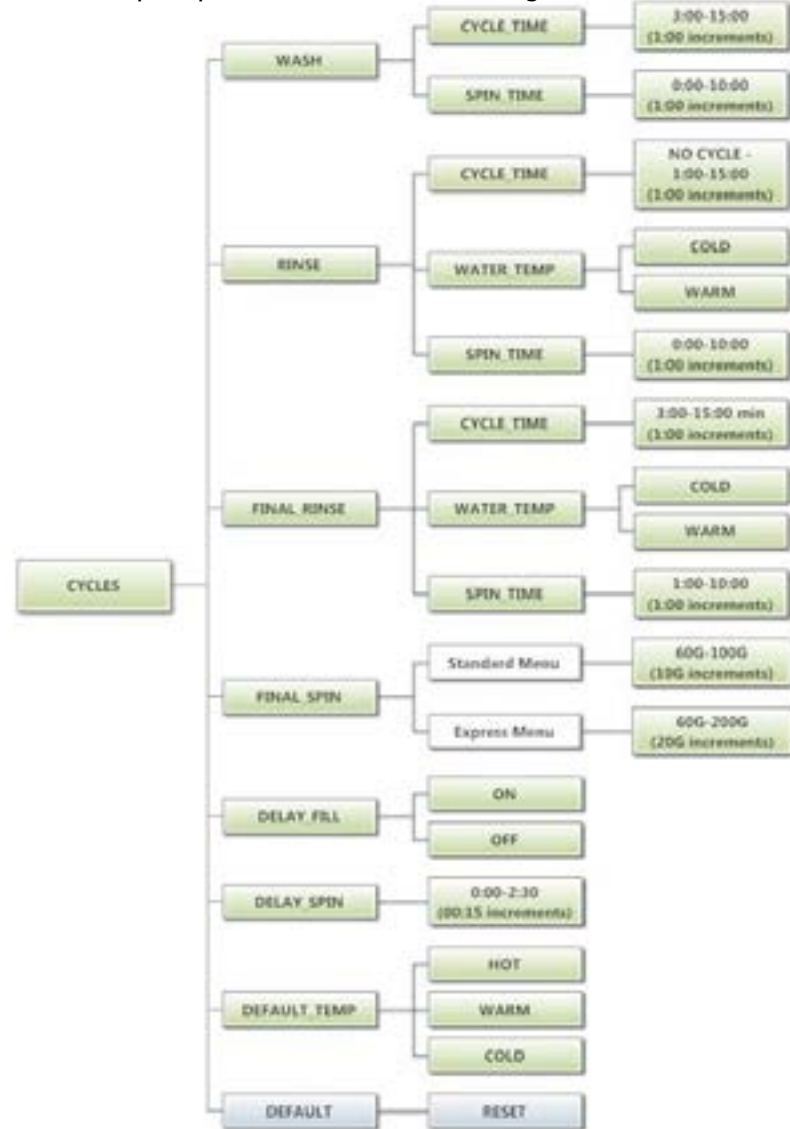 CYCLES
WASH
CYCLE_TIME
3:00-15:00
(1:00 increments)
SPIN_TIME
0:00-10:00
(1:00 increments)
RINSE
CYCLE_TIME
NO CYCLE -
1:00-15:00
(1:00 increments)
WATER_TEMP
COLD
WARM
SPIN_TIME
0:00-10:00
(1:00 increments)
FINAL_RINSE
CYCLE_TIME
3:00-15:00 min
(1:00 increments)
WATER_TEMP
COLD
WARM
SPIN_TIME
1:00-10:00
(1:00 increments)
FINAL_SPIN
Standard Menu
60G-100G
(10G increments)
Express Menu
60G-200G
(20G increments)
DELAY_FILL
ON
OFF
DELAY_SPIN
0:00-2:30
(00:15 increments)
DEFAULT_TEMP
HOT
WARM
COLD
DEFAULT
RESET